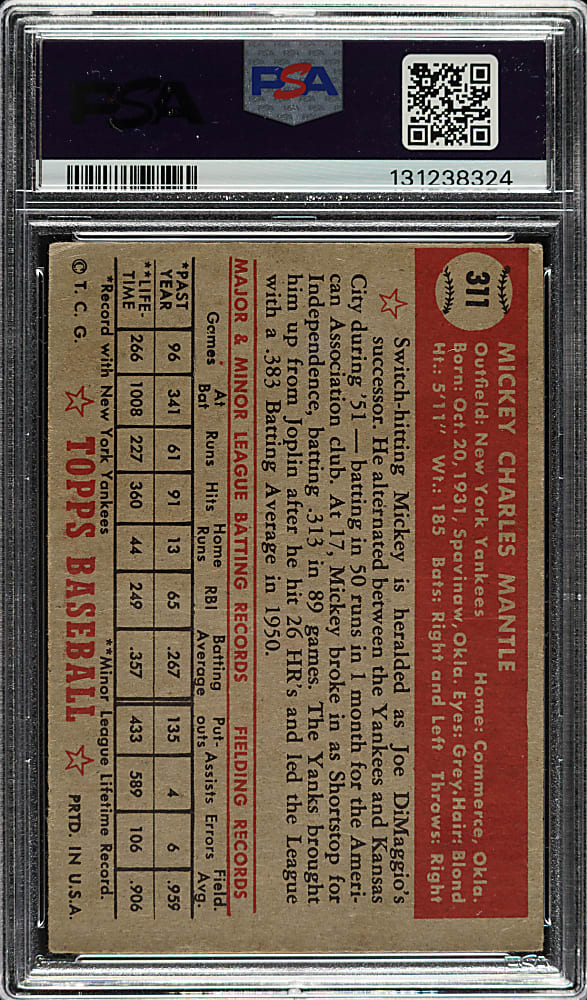 PSA
PSA
131238324
311
MICKEY CHARLES MANTLE
Outfield: New York Yankees Home: Commerce, Okla.
Born: Oct. 20, 1931, Spavinaw, Okla. Eyes: Grey Hair: Blond
Ht.: 5'11" Wt.: 185 Bats: Right and Left Throws: Right
Switch-hitting Mickey is heralded as Joe DiMaggio's
successor. He alternated between the Yankees and Kansas
City during '51—batting in 50 runs in 1 month for the Ameri-
can Association club. At 17, Mickey broke in as Shortstop for
Independence, batting .313 in 89 games. The Yanks brought
him up from Joplin after he hit 26 HR's and led the League
with a .383 Batting Average in 1950.
MAJOR & MINOR LEAGUE BATTING RECORDS FIELDING RECORDS
Games At Bat Runs Hits Home Runs RBI Batting Average Put-outs Assists Errors Field. Avg.
*PAST YEAR 96 341 61 91 13 65 .267 135 4 6 .959
**LIFE-TIME 266 1008 227 360 44 249 .357 433 589 106 .906
*Record with New York Yankees **Minor League Lifetime Record.
© T. C. G. TOPPS BASEBALL PRTD. IN U.S.A.
PSA